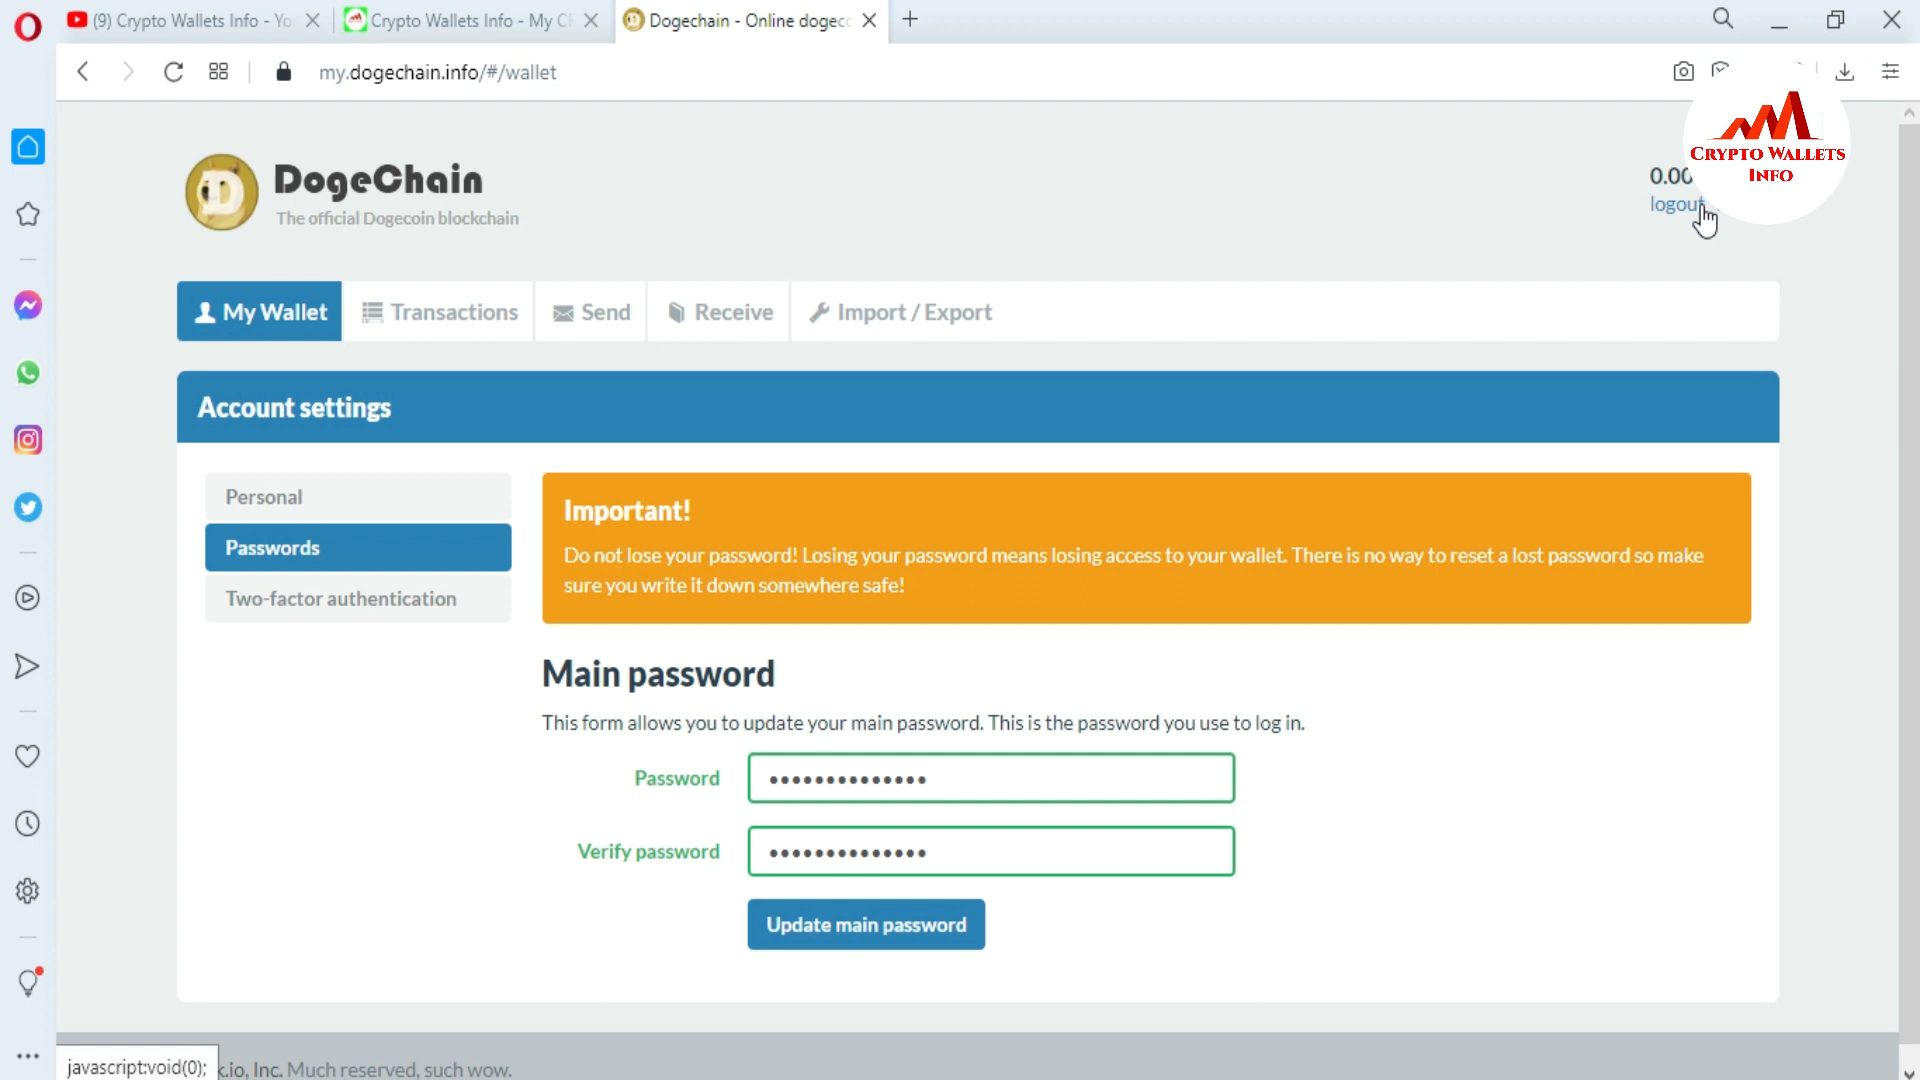 (9) Crypto Wallets Info - Yo
Crypto Wallets Info - My C
Dogechain - Online dogeco
my.dogechain.info/#/wallet
CRYPTO WALLETS
INFO
DogeChain
The official Dogecoin blockchain
0.00
logout
My Wallet
Transactions
Send
Receive
Import / Export
Account settings
Personal
Passwords
Two-factor authentication
Important!
Do not lose your password! Losing your password means losing access to your wallet. There is no way to reset a lost password so make
sure you write it down somewhere safe!
Main password
This form allows you to update your main password. This is the password you use to log in.
Password
Verify password
Update main password
javascript:void(0);
k.io, Inc. Much reserved, such wow.